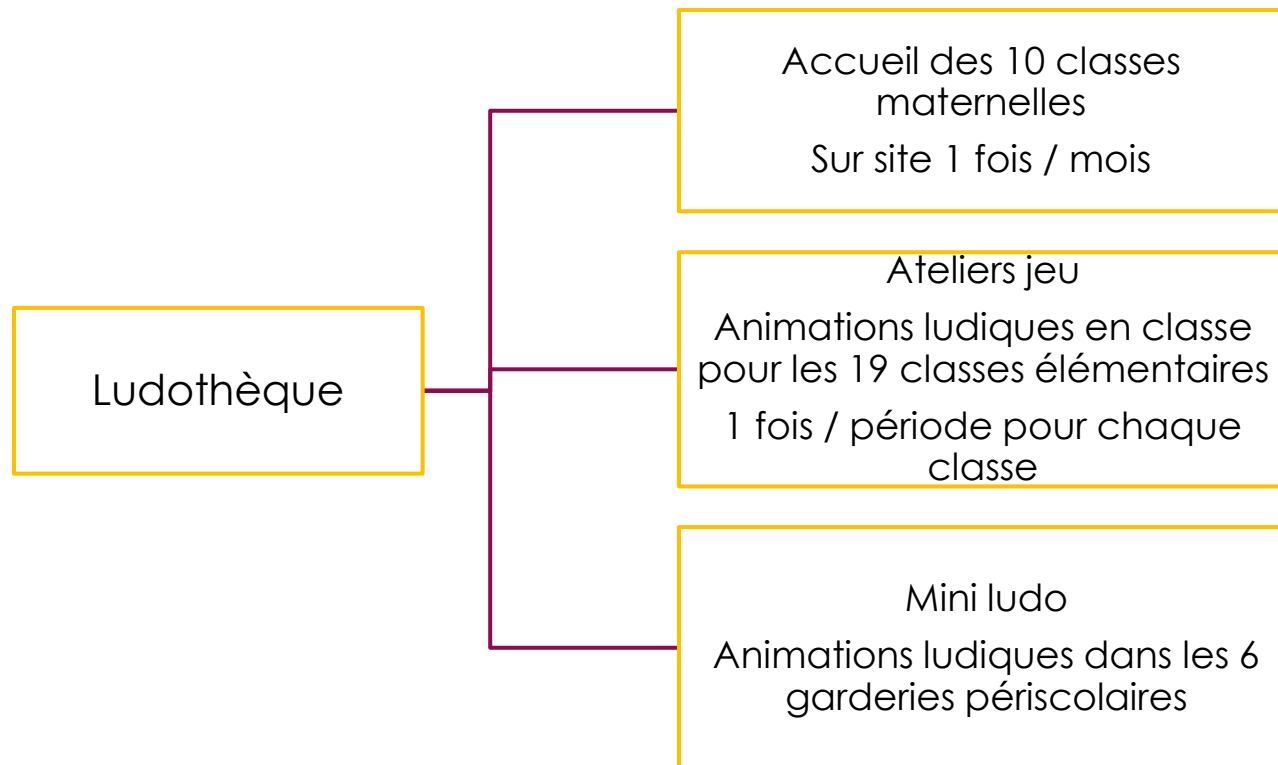 Ludothèque
Accueil des 10 classes
maternelles
Sur site 1 fois / mois
Ateliers jeu
Animations ludiques en classe
pour les 19 classes élémentaires
1 fois / période pour chaque
classe
Mini ludo
Animations ludiques dans les 6
garderies périscolaires